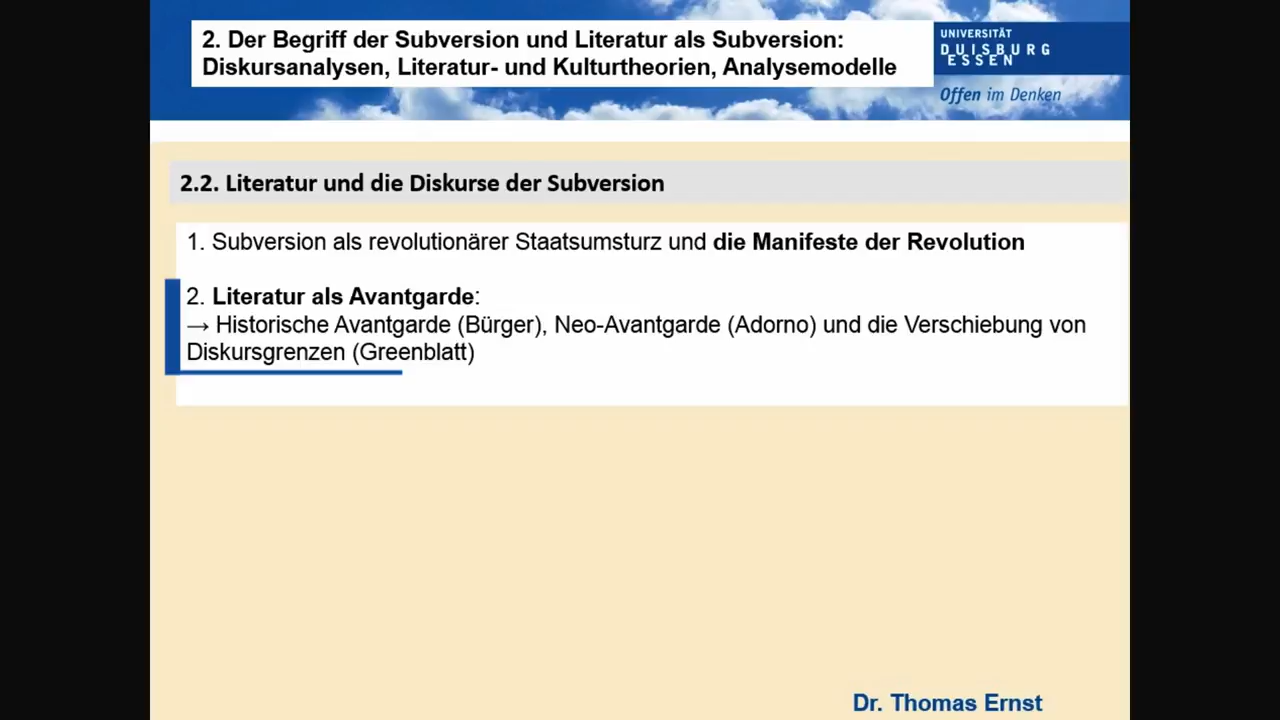 2. Der Begriff der Subversion und Literatur als Subversion:
Diskursanalysen, Literatur- und Kulturtheorien, Analysemodelle
UNIVERSITÄT
DUISBURG
ESSEN
Offen im Denken
2.2. Literatur und die Diskurse der Subversion
1. Subversion als revolutionärer Staatsumsturz und die Manifeste der Revolution
2. Literatur als Avantgarde:
→ Historische Avantgarde (Bürger), Neo-Avantgarde (Adorno) und die Verschiebung von
Diskursgrenzen (Greenblatt)
Dr. Thomas Ernst